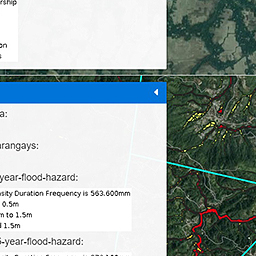 rship
on
a:
arangays:
year-flood-hazard:
sity Duration Frequency is 563.600mm
0.5m
m to 1.5m
1.5m
-year-flood-hazard: